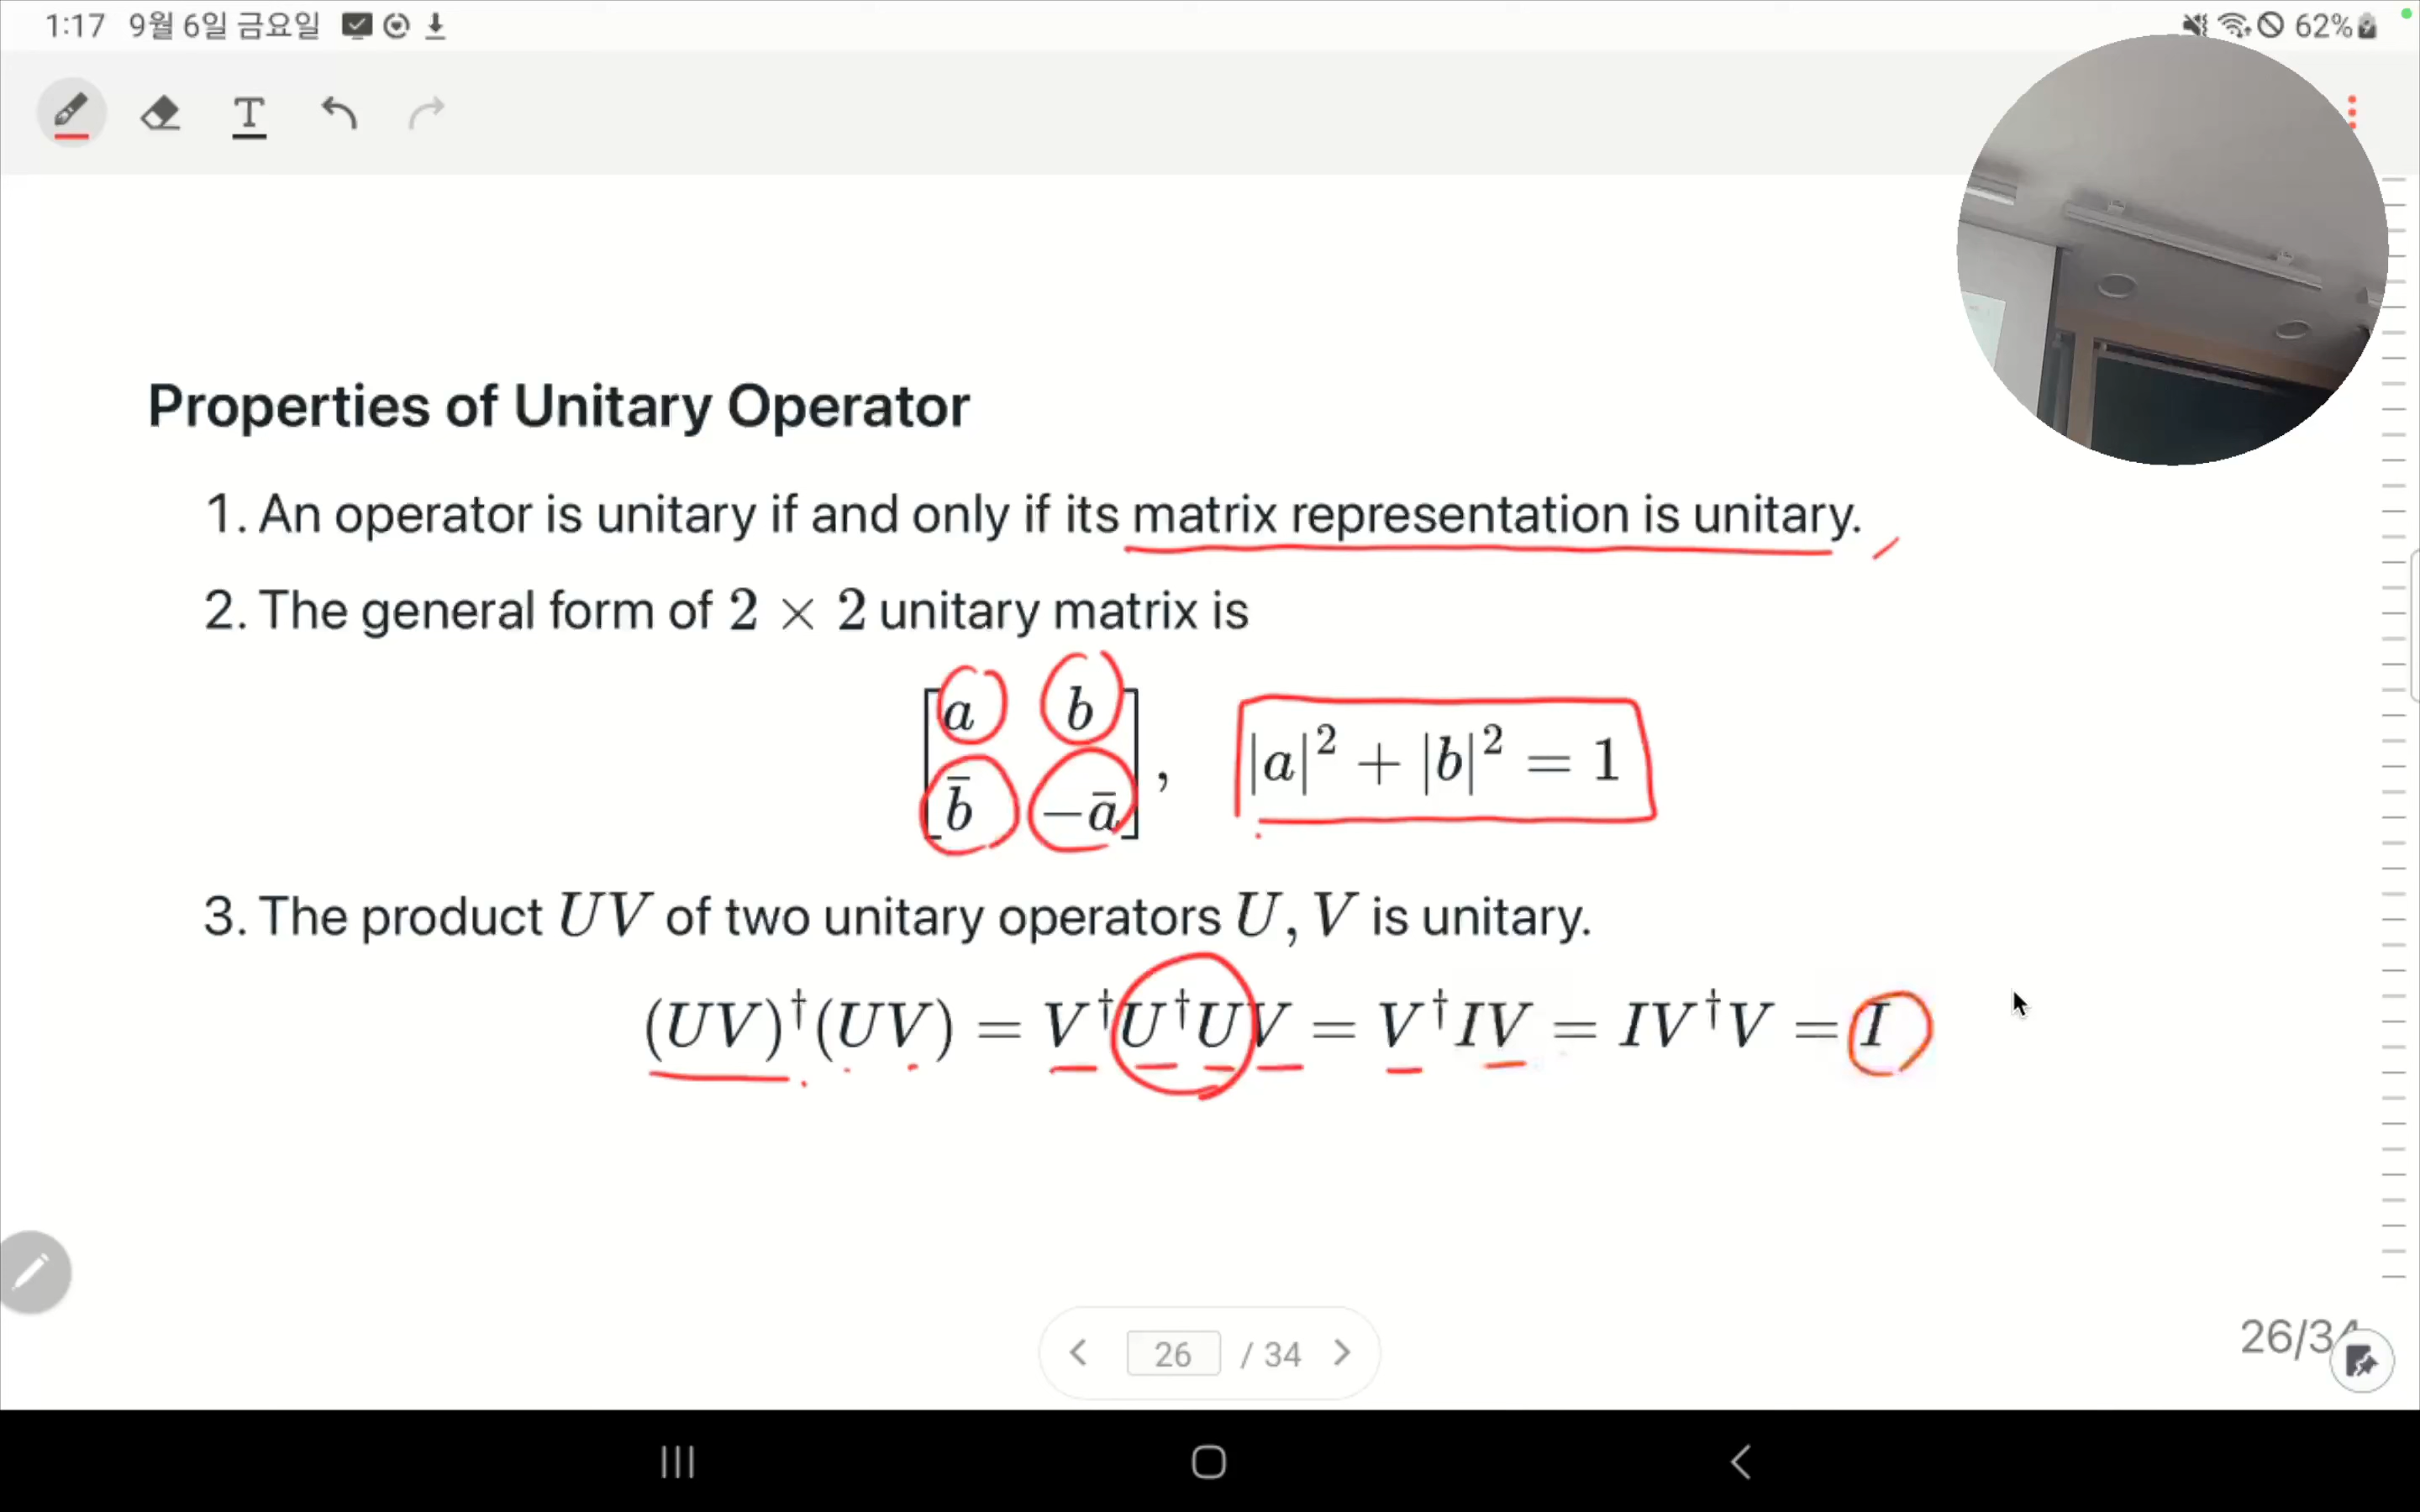 1:17 9월 6일 금요일 62%
T
Properties of Unitary Operator
1. An operator is unitary if and only if its matrix representation is unitary.
2. The general form of 2 × 2 unitary matrix is
[a b
b̄ −ā], |a|² + |b|² = 1
3. The product UV of two unitary operators U, V is unitary.
(UV)†(UV) = V†U†UV = V†IV = IV†V = I
26 / 34
26/34